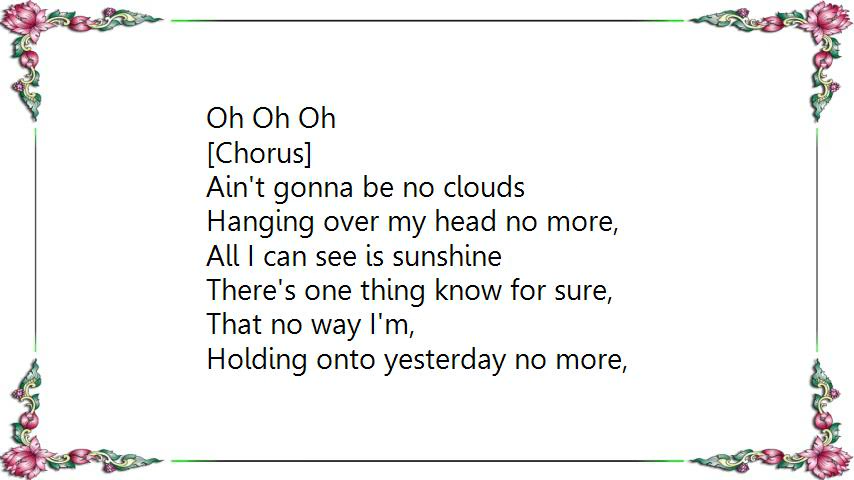 Oh Oh Oh
[Chorus]
Ain't gonna be no clouds
Hanging over my head no more,
All I can see is sunshine
There's one thing know for sure,
That no way I'm,
Holding onto yesterday no more,